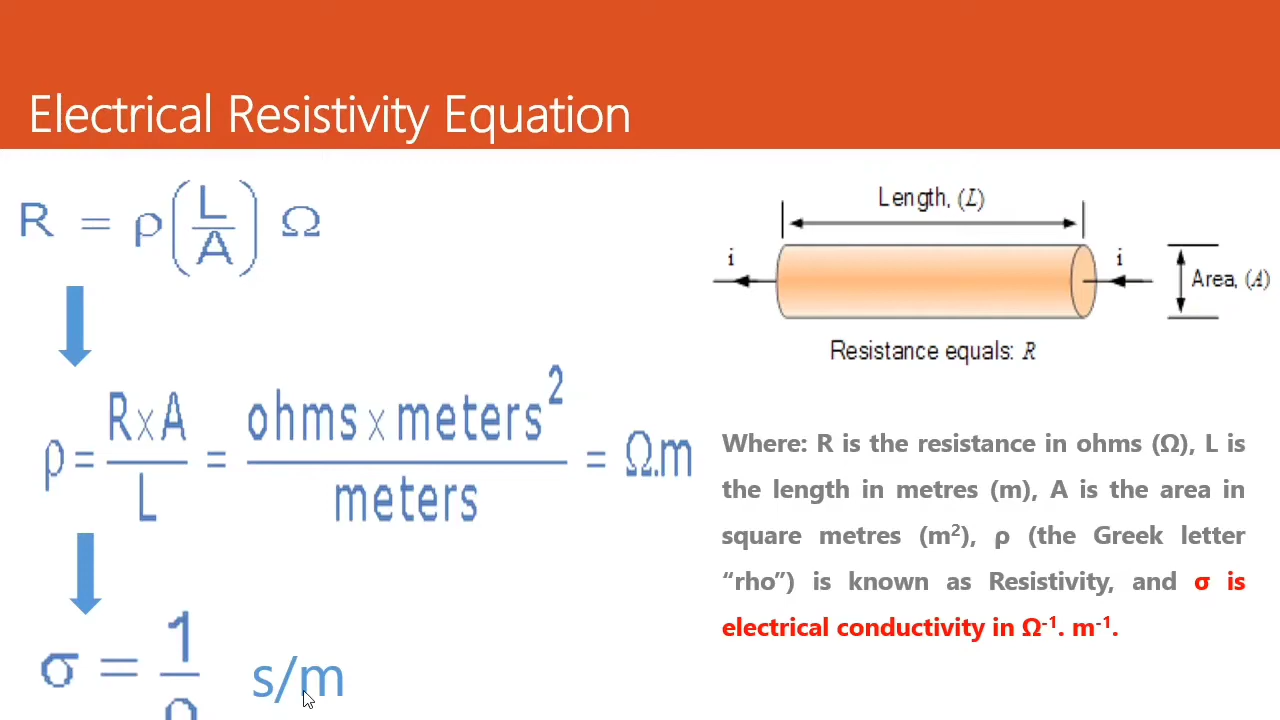 Electrical Resistivity Equation
R = ρ(L/A) Ω
ρ = R×A/L = ohms × meters²/meters = Ω.m
σ = 1/ρ s/m
Length, (L)
i
i
Area, (A)
Resistance equals: R
Where: R is the resistance in ohms (Ω), L is
the length in metres (m), A is the area in
square metres (m²), ρ (the Greek letter
“rho”) is known as Resistivity, and σ is
electrical conductivity in Ω⁻¹. m⁻¹.